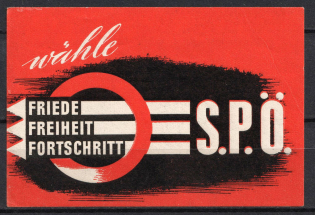 wähle
FRIEDE
FREIHEIT
FORTSCHRITT
S.P.Ö.